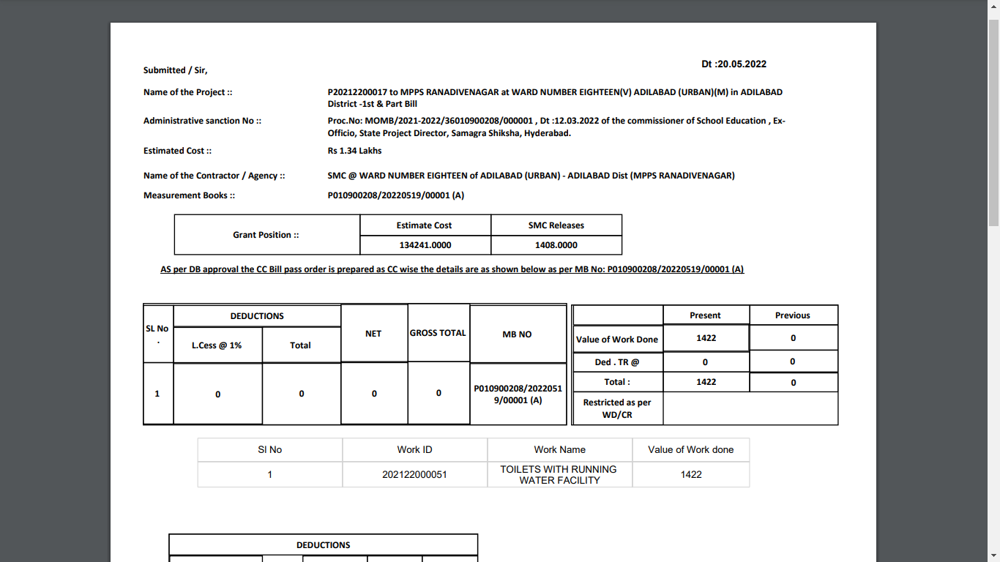 Dt :20.05.2022
Submitted / Sir,
Name of the Project :: P20212200017 to MPPS RANADIVENAGAR at WARD NUMBER EIGHTEEN(V) ADILABAD (URBAN)(M) in ADILABAD
District -1st & Part Bill
Administrative sanction No :: Proc.No: MOMB/2021-2022/36010900208/000001 , Dt :12.03.2022 of the commissioner of School Education , Ex-
Officio, State Project Director, Samagra Shiksha, Hyderabad.
Estimated Cost :: Rs 1.34 Lakhs
Name of the Contractor / Agency :: SMC @ WARD NUMBER EIGHTEEN of ADILABAD (URBAN) - ADILABAD Dist (MPPS RANADIVENAGAR)
Measurement Books :: P010900208/20220519/00001 (A)
Grant Position :: Estimate Cost SMC Releases
134241.0000 1408.0000
AS per DB approval the CC Bill pass order is prepared as CC wise the details are as shown below as per MB No: P010900208/20220519/00001 (A)
SL No
.
DEDUCTIONS
L.Cess @ 1% Total
NET
GROSS TOTAL
MB NO
1 0 0 0 0 P010900208/2022051
9/00001 (A)
Present Previous
Value of Work Done 1422 0
Ded . TR @ 0 0
Total : 1422 0
Restricted as per
WD/CR
Sl No Work ID Work Name Value of Work done
1 202122000051 TOILETS WITH RUNNING
WATER FACILITY 1422
DEDUCTIONS